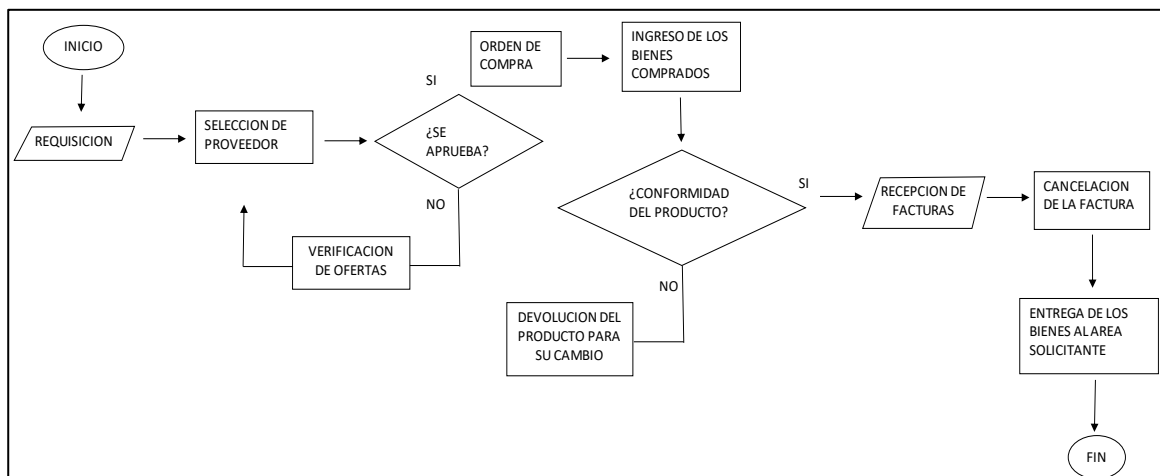 INICIO
REQUISICION
SELECCION DE
PROVEEDOR
¿SE
APRUEBA?
SI
NO
VERIFICACION
DE OFERTAS
ORDEN DE
COMPRA
INGRESO DE LOS
BIENES
COMPRADOS
¿CONFORMIDAD
DEL PRODUCTO?
SI
NO
DEVOLUCION DEL
PRODUCTO PARA
SU CAMBIO
RECEPCION DE
FACTURAS
CANCELACION
DE LA FACTURA
ENTREGA DE LOS
BIENES AL AREA
SOLICITANTE
FIN